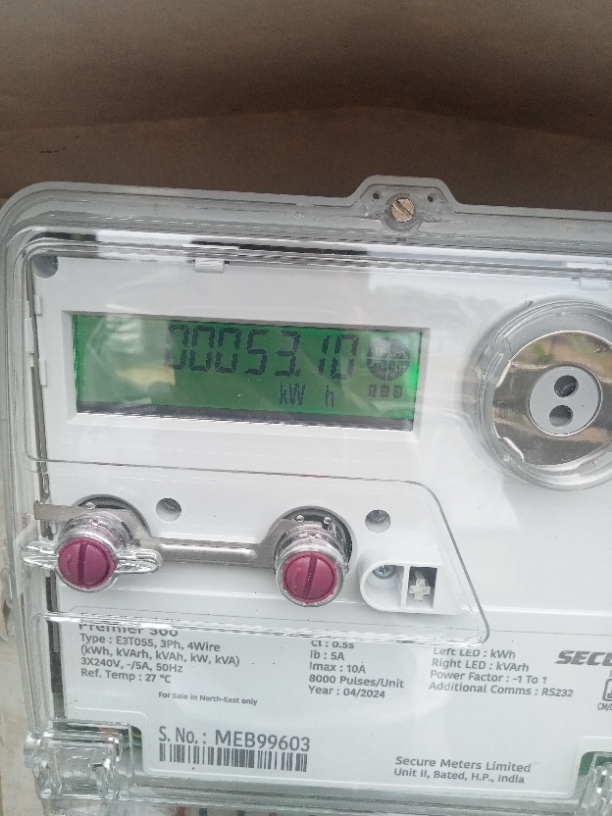 00053.10
kW h
Premier 300
Type : E3T055, 3Ph, 4Wire
(kWh, kVArh, kVAh, kW, kVA)
3X240V, -/5A, 50Hz
Ref. Temp : 27 °C
For Sale in North-East only
Cl : 0.5s
Ib : 5A
Imax : 10A
8000 Pulses/Unit
Year : 04/2024
Left LED : kWh
Right LED : kVArh
Power Factor : -1 To 1
Additional Comms : RS232
SECU
S. No. : MEB99603
Secure Meters Limited
Unit II, Bated, H.P., India